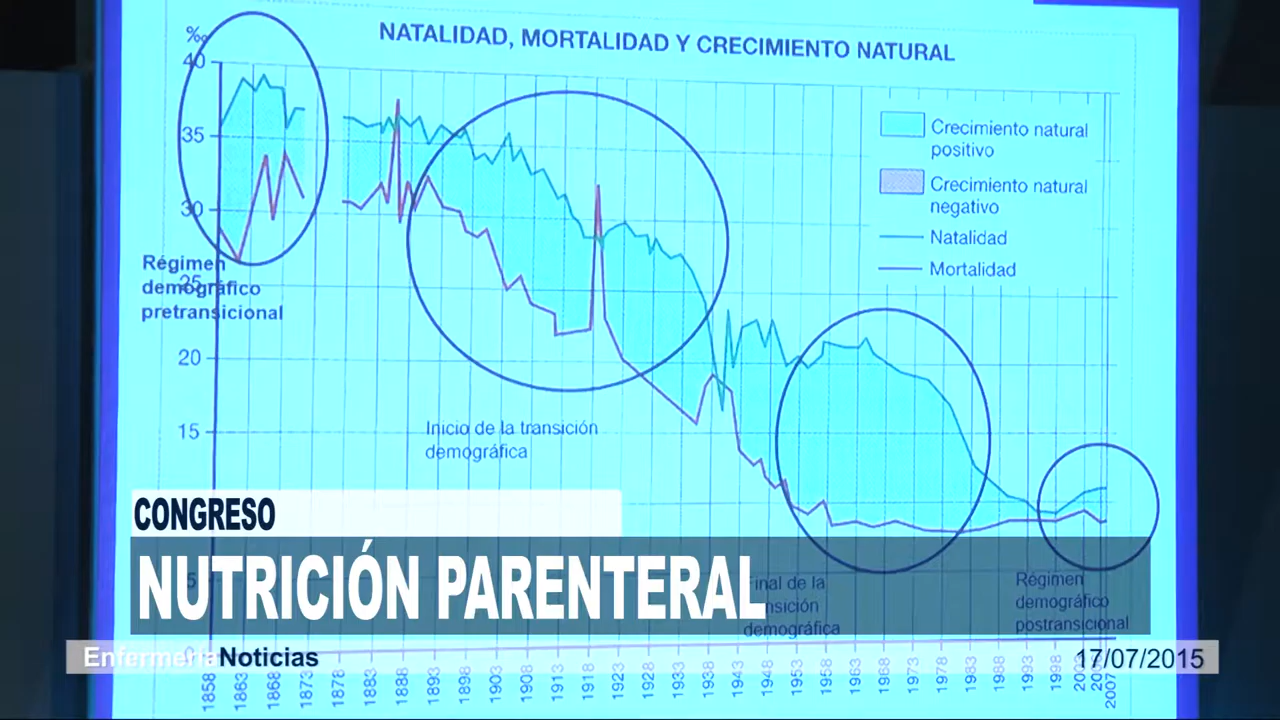 NATALIDAD, MORTALIDAD Y CRECIMIENTO NATURAL
‰
40
35
30
25
20
15
5
0
Crecimiento natural
positivo
Crecimiento natural
negativo
Natalidad
Mortalidad
Régimen
demográfico
pretransicional
Inicio de la transición
demográfica
Final de la
demográfica
Régimen
demográfico
postransicional
CONGRESO
NUTRICIÓN PARENTERAL
EnfermeríaNoticias
17/07/2015
1858 1863 1868 1873 1878 1883 1888 1893 1898 1903 1908 1913 1918 1923 1928 1933 1938 1943 1948 1953 1958 1963 1968 1973 1978 1983 1988 1993 1998 2007